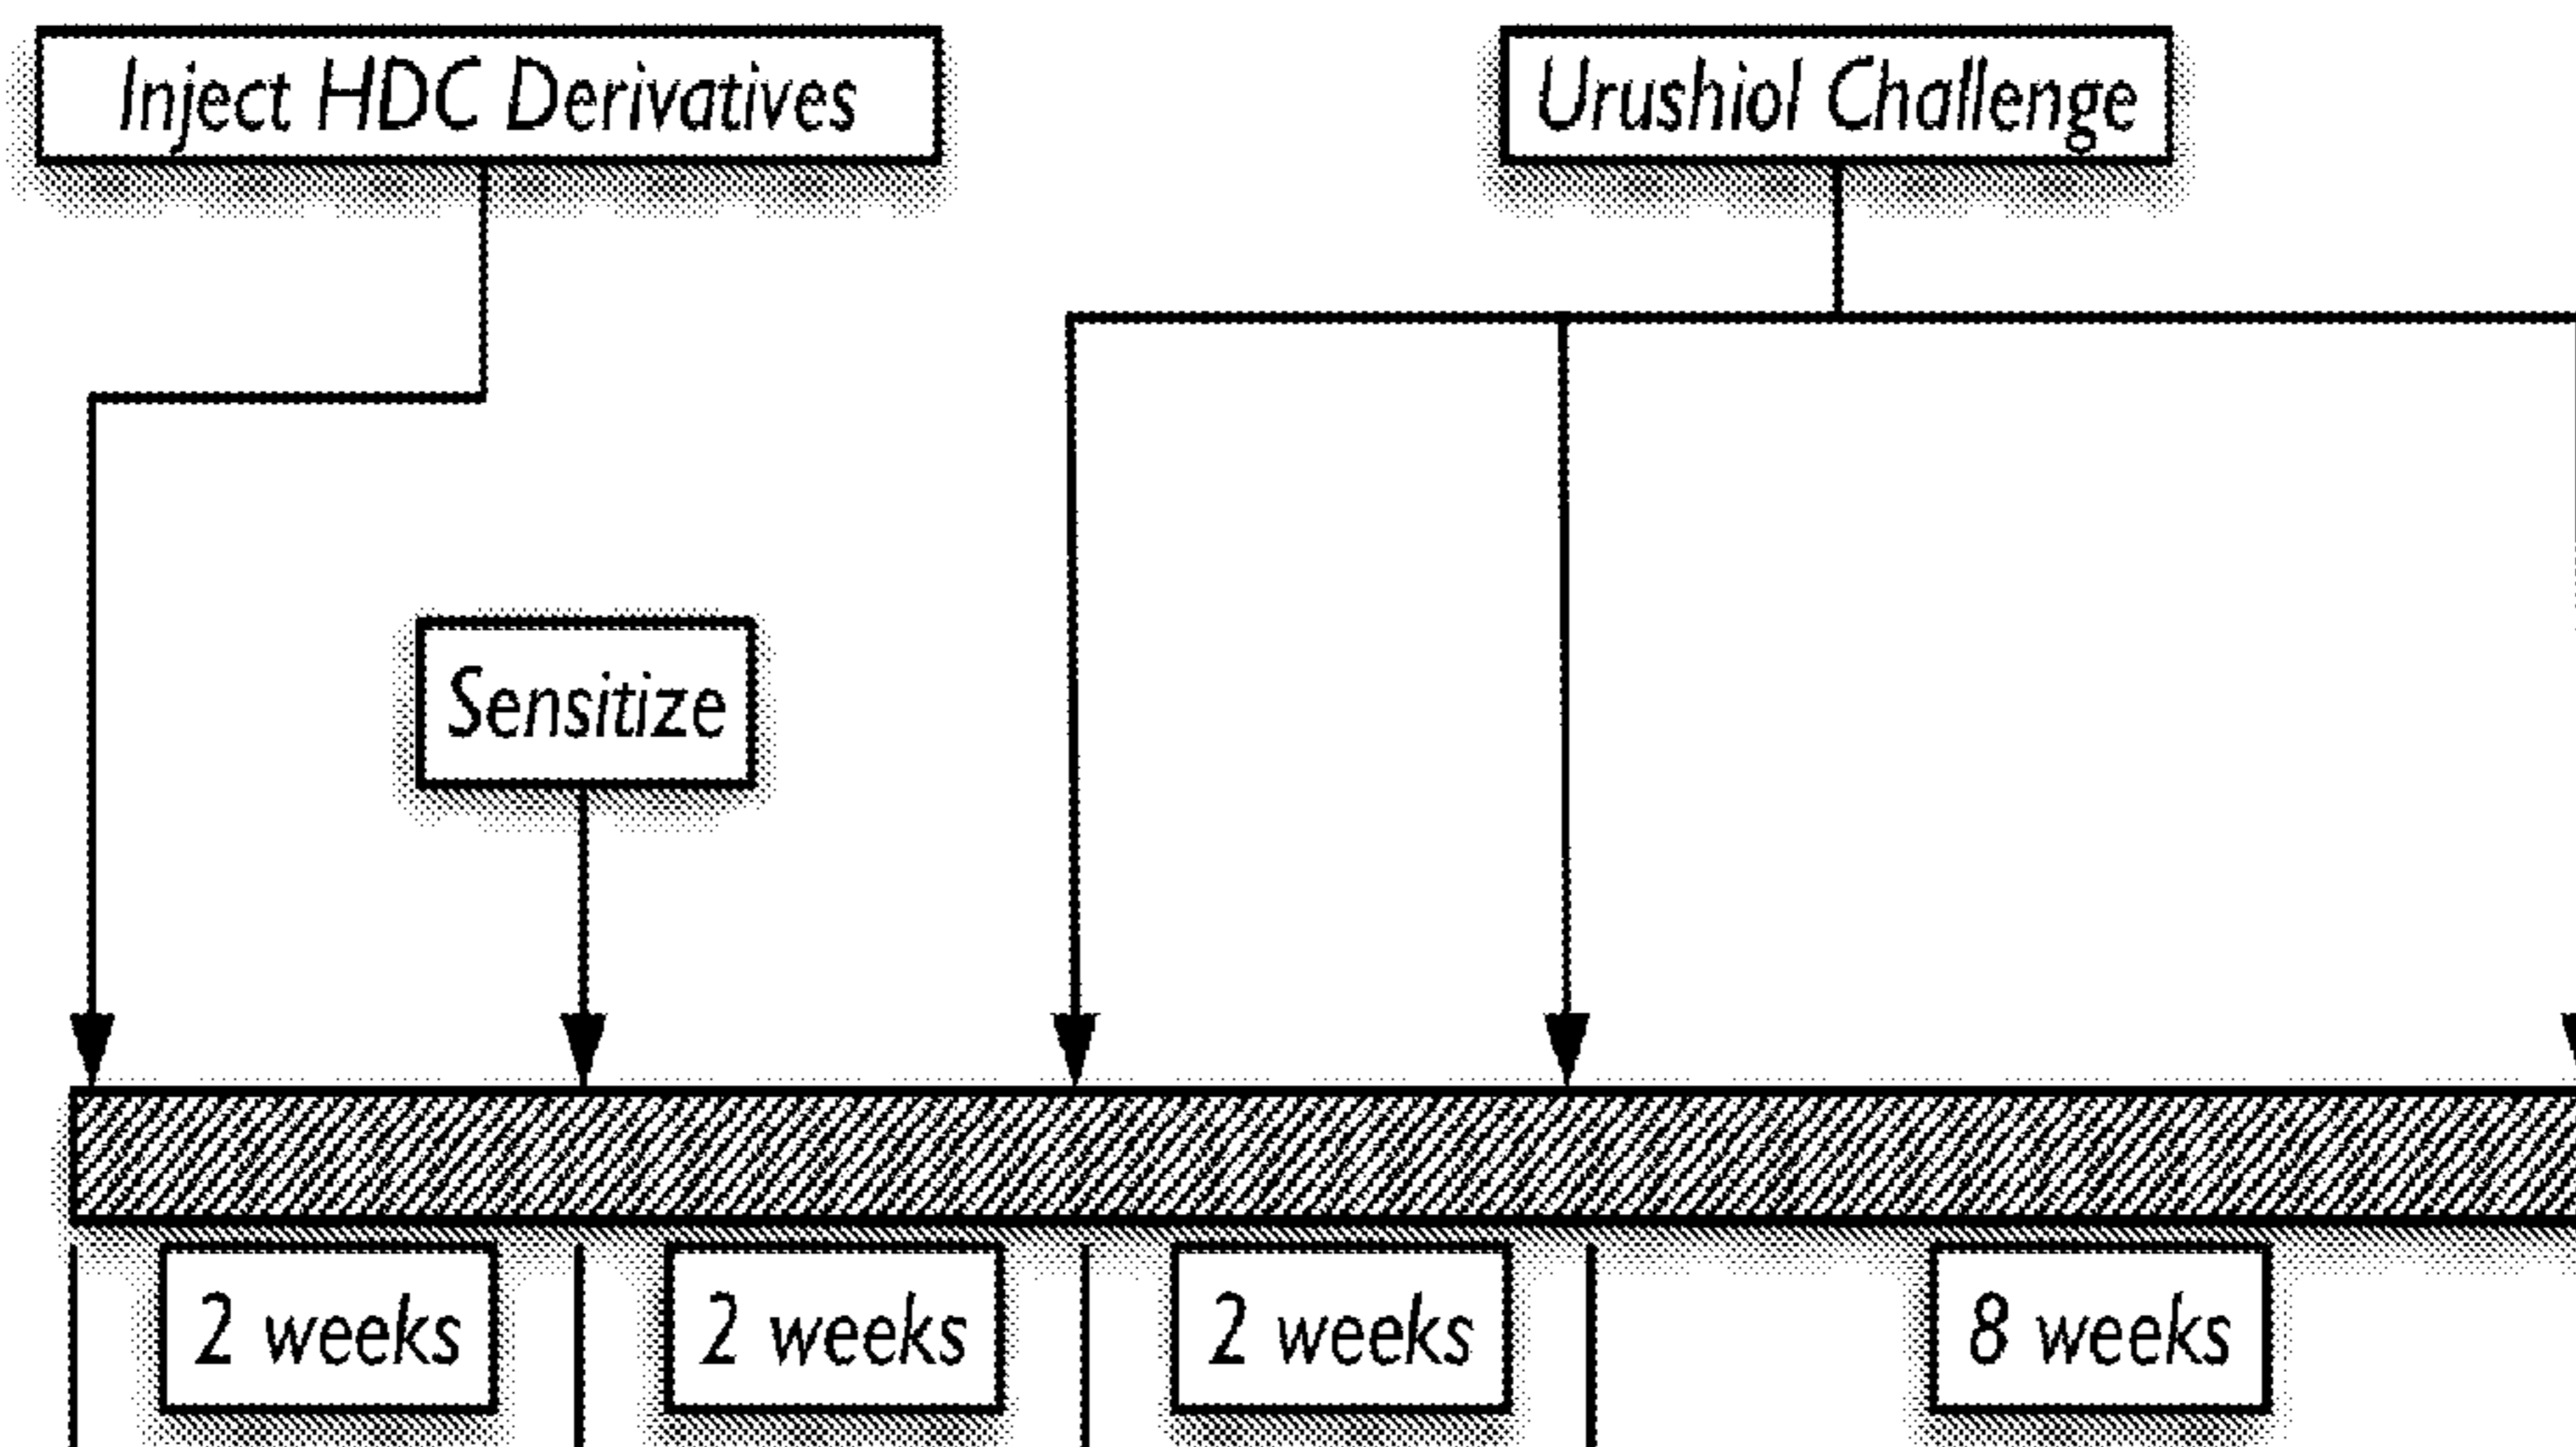 Inject HDC Derivatives
Urushiol Challenge
Sensitize
2 weeks
2 weeks
2 weeks
8 weeks